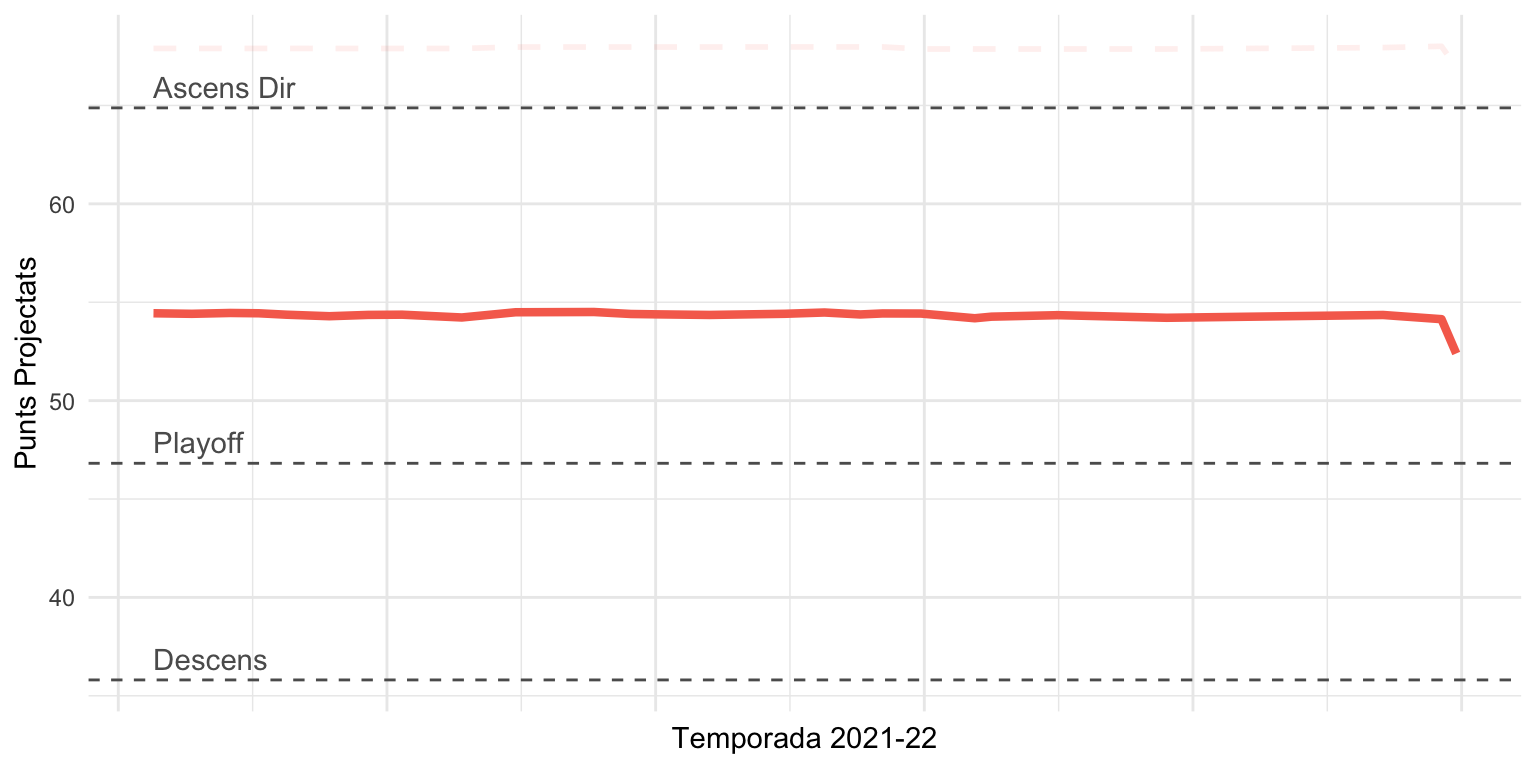 Ascens Dir
60
50
Playoff
40
Descens
Punts Projectats
Temporada 2021-22